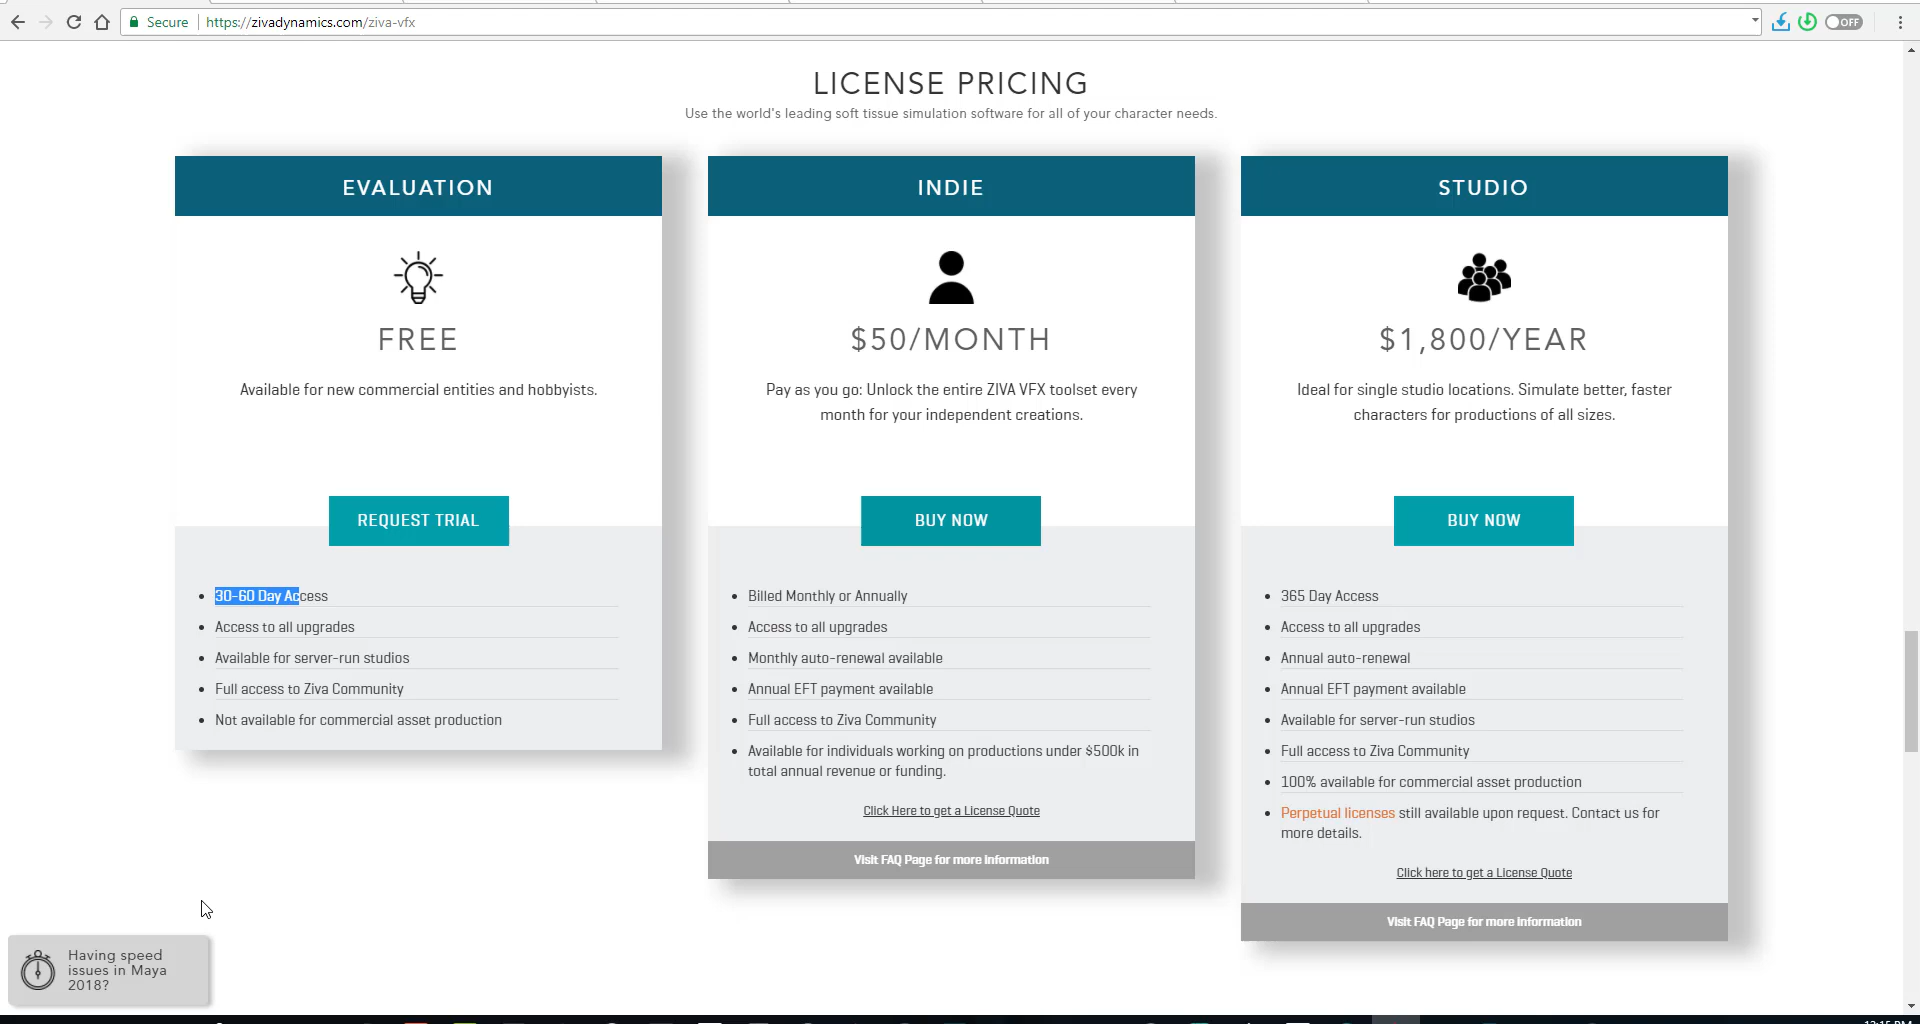 Secure https://zivadynamics.com/ziva-vfx
OFF
LICENSE PRICING
Use the world's leading soft tissue simulation software for all of your character needs.
EVALUATION
FREE
Available for new commercial entities and hobbyists.
REQUEST TRIAL
30-60 Day Access
Access to all upgrades
Available for server-run studios
Full access to Ziva Community
Not available for commercial asset production
INDIE
$50/MONTH
Pay as you go: Unlock the entire ZIVA VFX toolset every
month for your independent creations.
BUY NOW
Billed Monthly or Annually
Access to all upgrades
Monthly auto-renewal available
Annual EFT payment available
Full access to Ziva Community
Available for individuals working on productions under $500k in
total annual revenue or funding.
Click Here to get a License Quote
Visit FAQ Page for more information
STUDIO
$1,800/YEAR
Ideal for single studio locations. Simulate better, faster
characters for productions of all sizes.
BUY NOW
365 Day Access
Access to all upgrades
Annual auto-renewal
Annual EFT payment available
Available for server-run studios
Full access to Ziva Community
100% available for commercial asset production
Perpetual licenses still available upon request. Contact us for
more details.
Click here to get a License Quote
Visit FAQ Page for more information
Having speed
issues in Maya
2018?